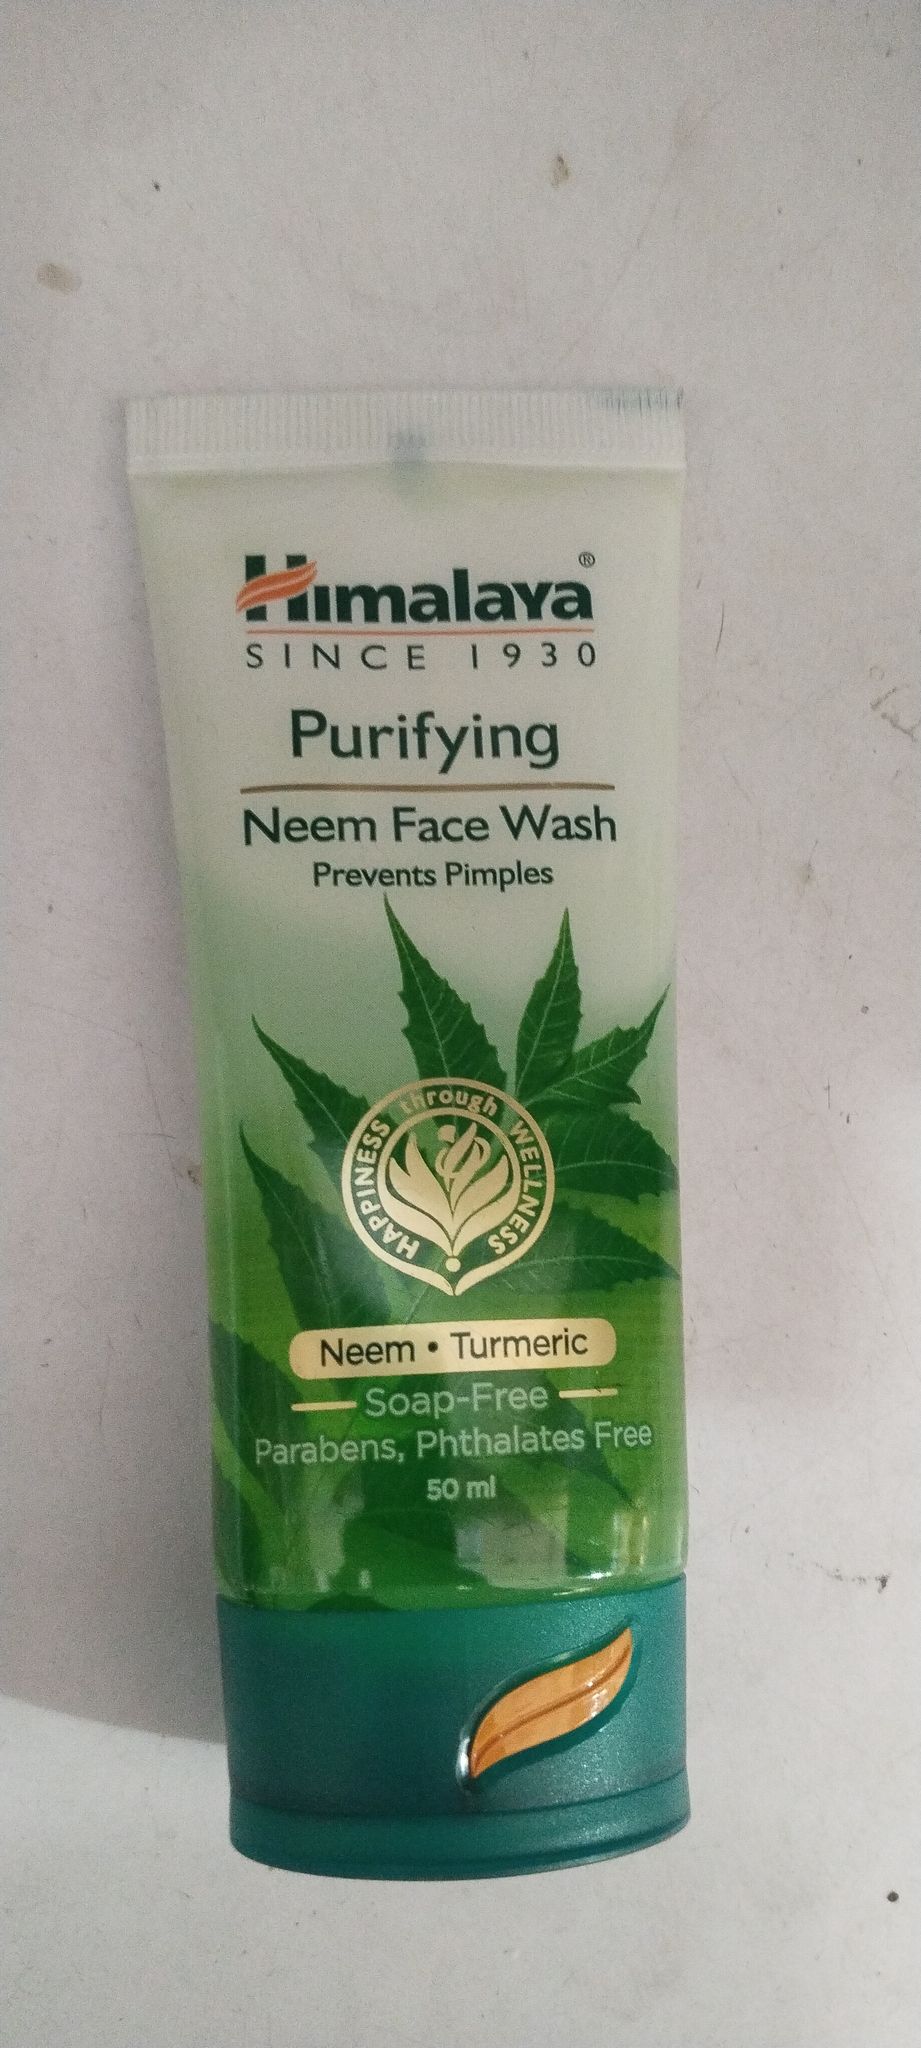 Himalaya®
SINCE 1930
Purifying
Neem Face Wash
Prevents Pimples
HAPPINESS through WELLNESS
Neem • Turmeric
Soap-Free
Parabens, Phthalates Free
50 ml